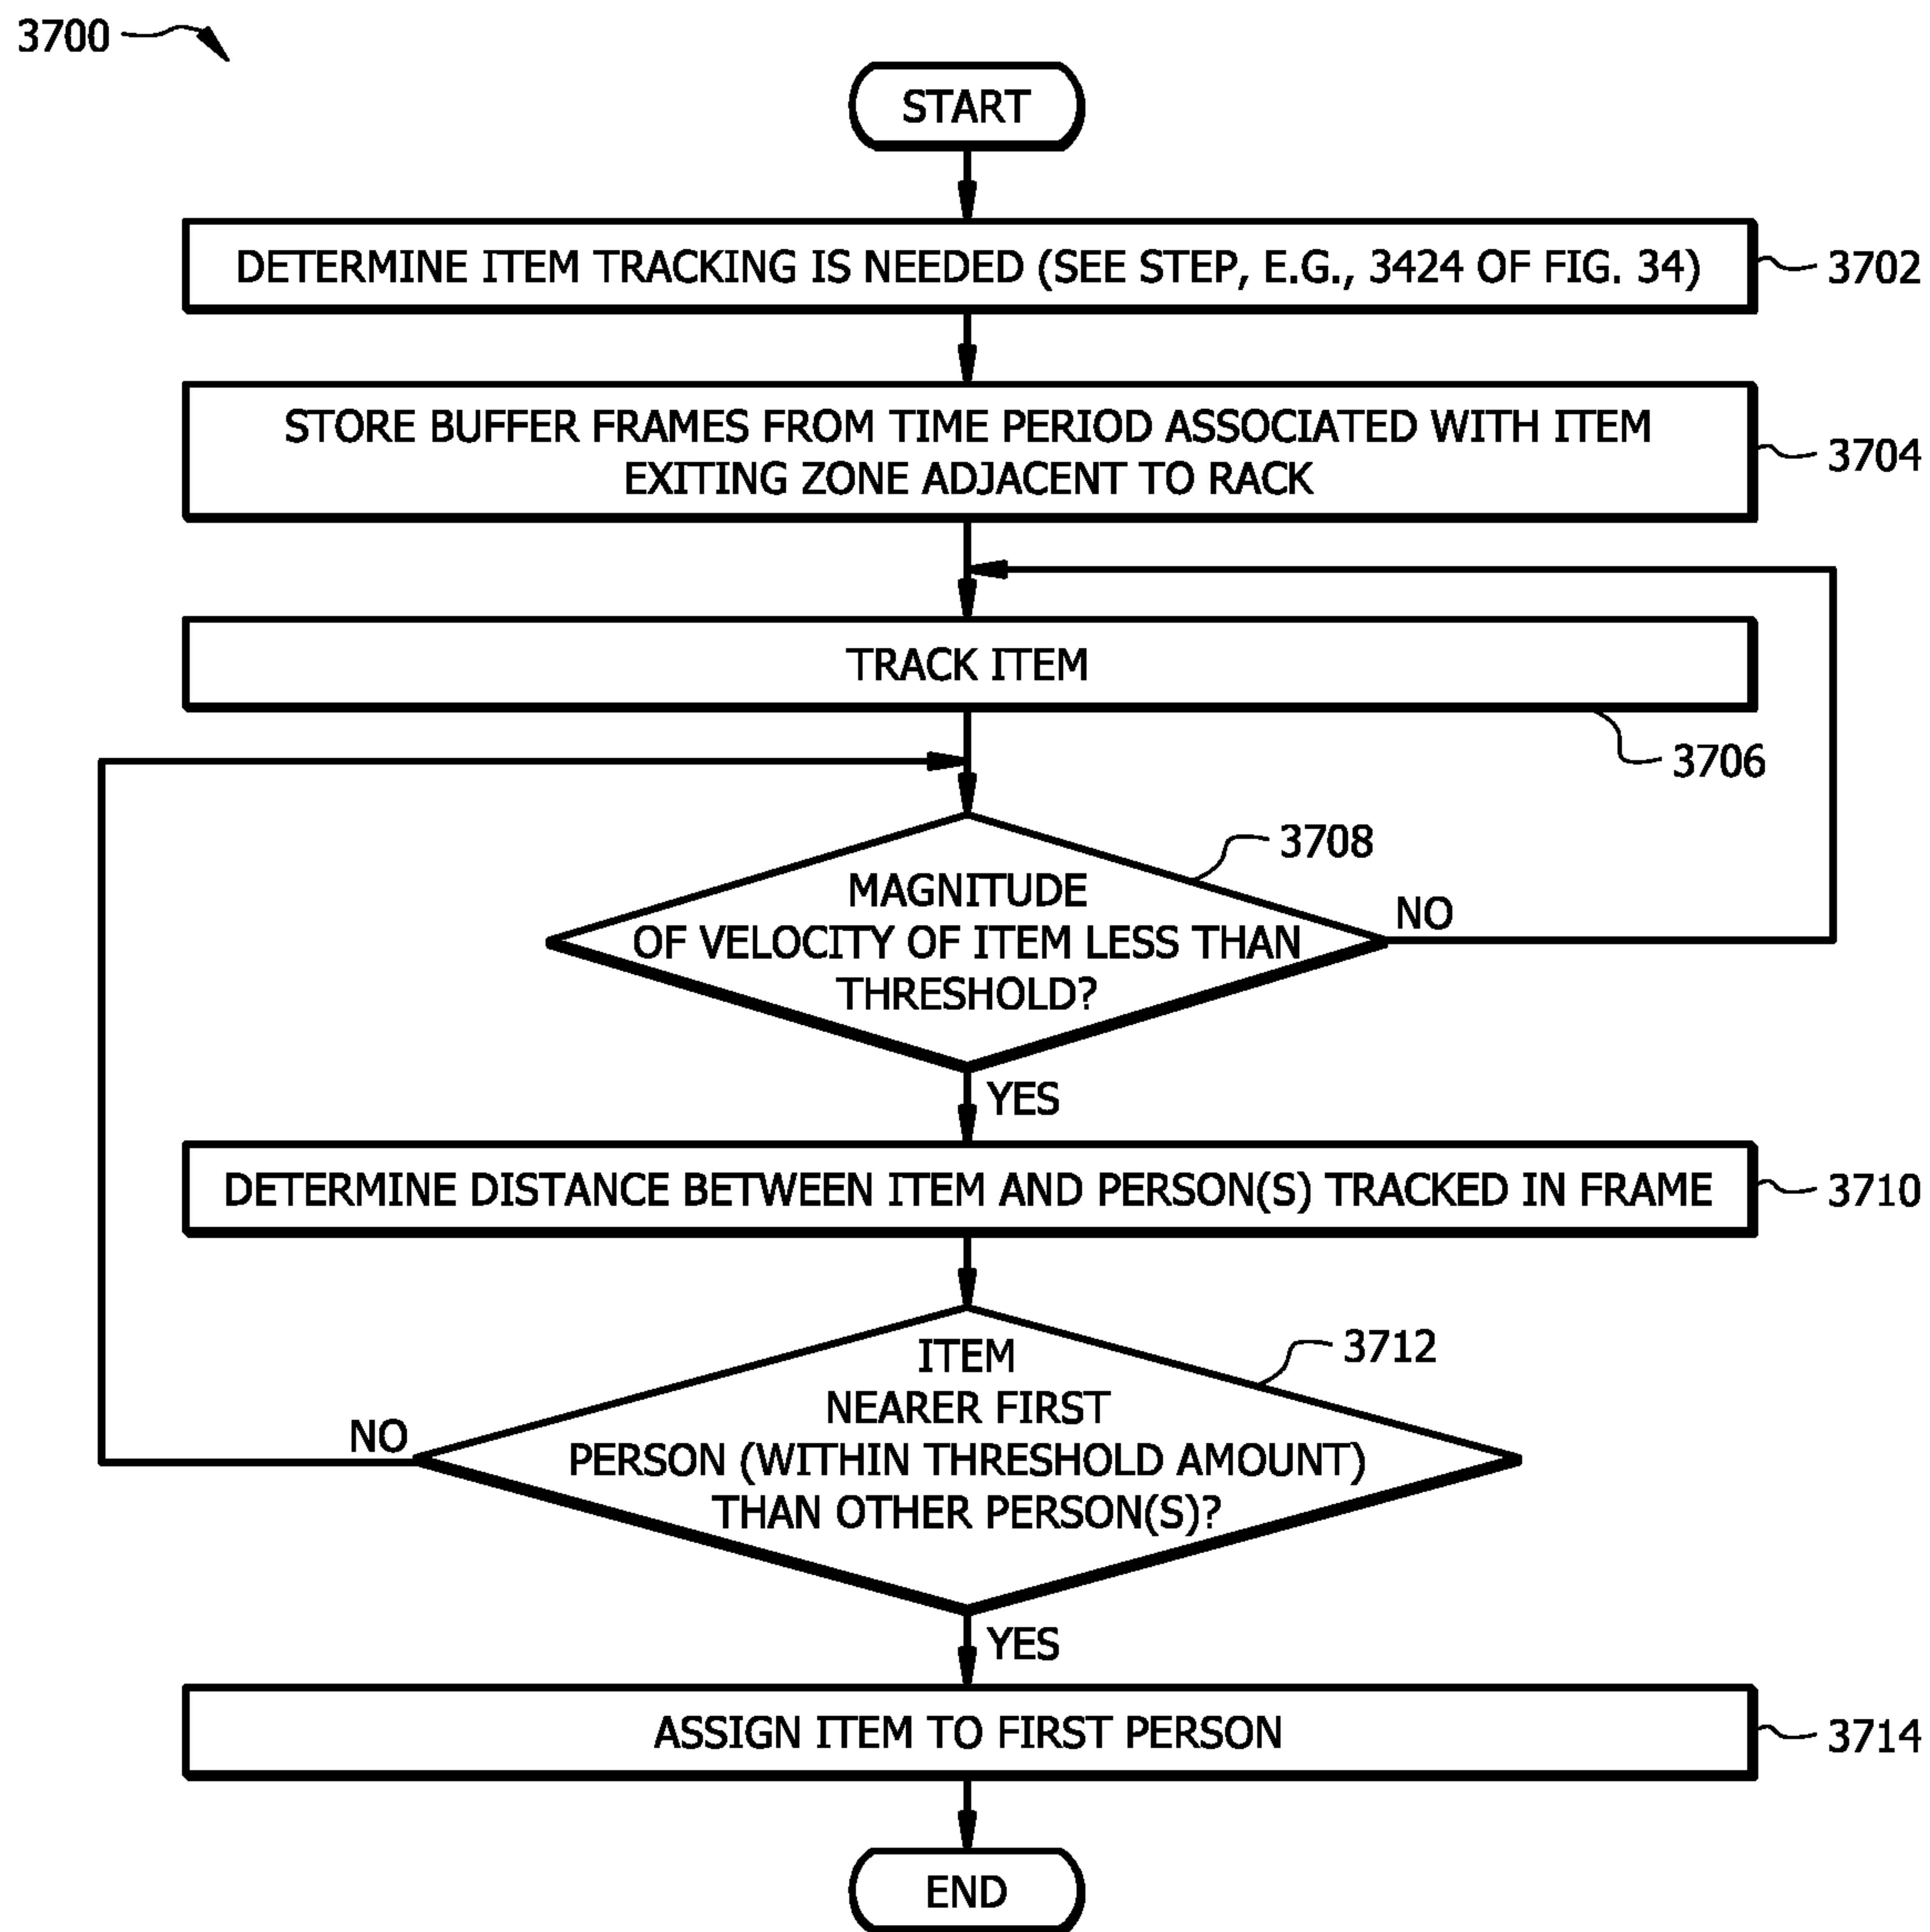 3700
START
DETERMINE ITEM TRACKING IS NEEDED (SEE STEP, E.G., 3424 OF FIG. 34)
3702
STORE BUFFER FRAMES FROM TIME PERIOD ASSOCIATED WITH ITEM
EXITING ZONE ADJACENT TO RACK
3704
TRACK ITEM
3706
3708
MAGNITUDE
OF VELOCITY OF ITEM LESS THAN
THRESHOLD?
NO
YES
DETERMINE DISTANCE BETWEEN ITEM AND PERSON(S) TRACKED IN FRAME
3710
3712
ITEM
NEARER FIRST
PERSON (WITHIN THRESHOLD AMOUNT)
THAN OTHER PERSON(S)?
NO
YES
ASSIGN ITEM TO FIRST PERSON
3714
END